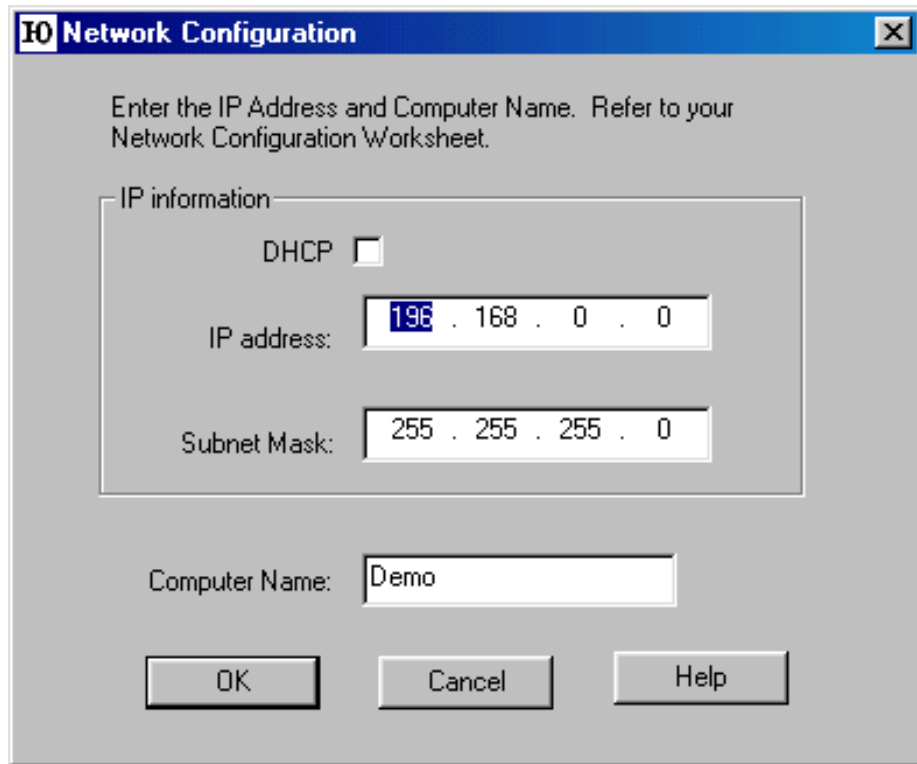 IO Network Configuration
Enter the IP Address and Computer Name.  Refer to your
Network Configuration Worksheet.
IP information
DHCP
IP address: 196 . 168 . 0 . 0
Subnet Mask: 255 . 255 . 255 . 0
Computer Name: Demo
OK Cancel Help